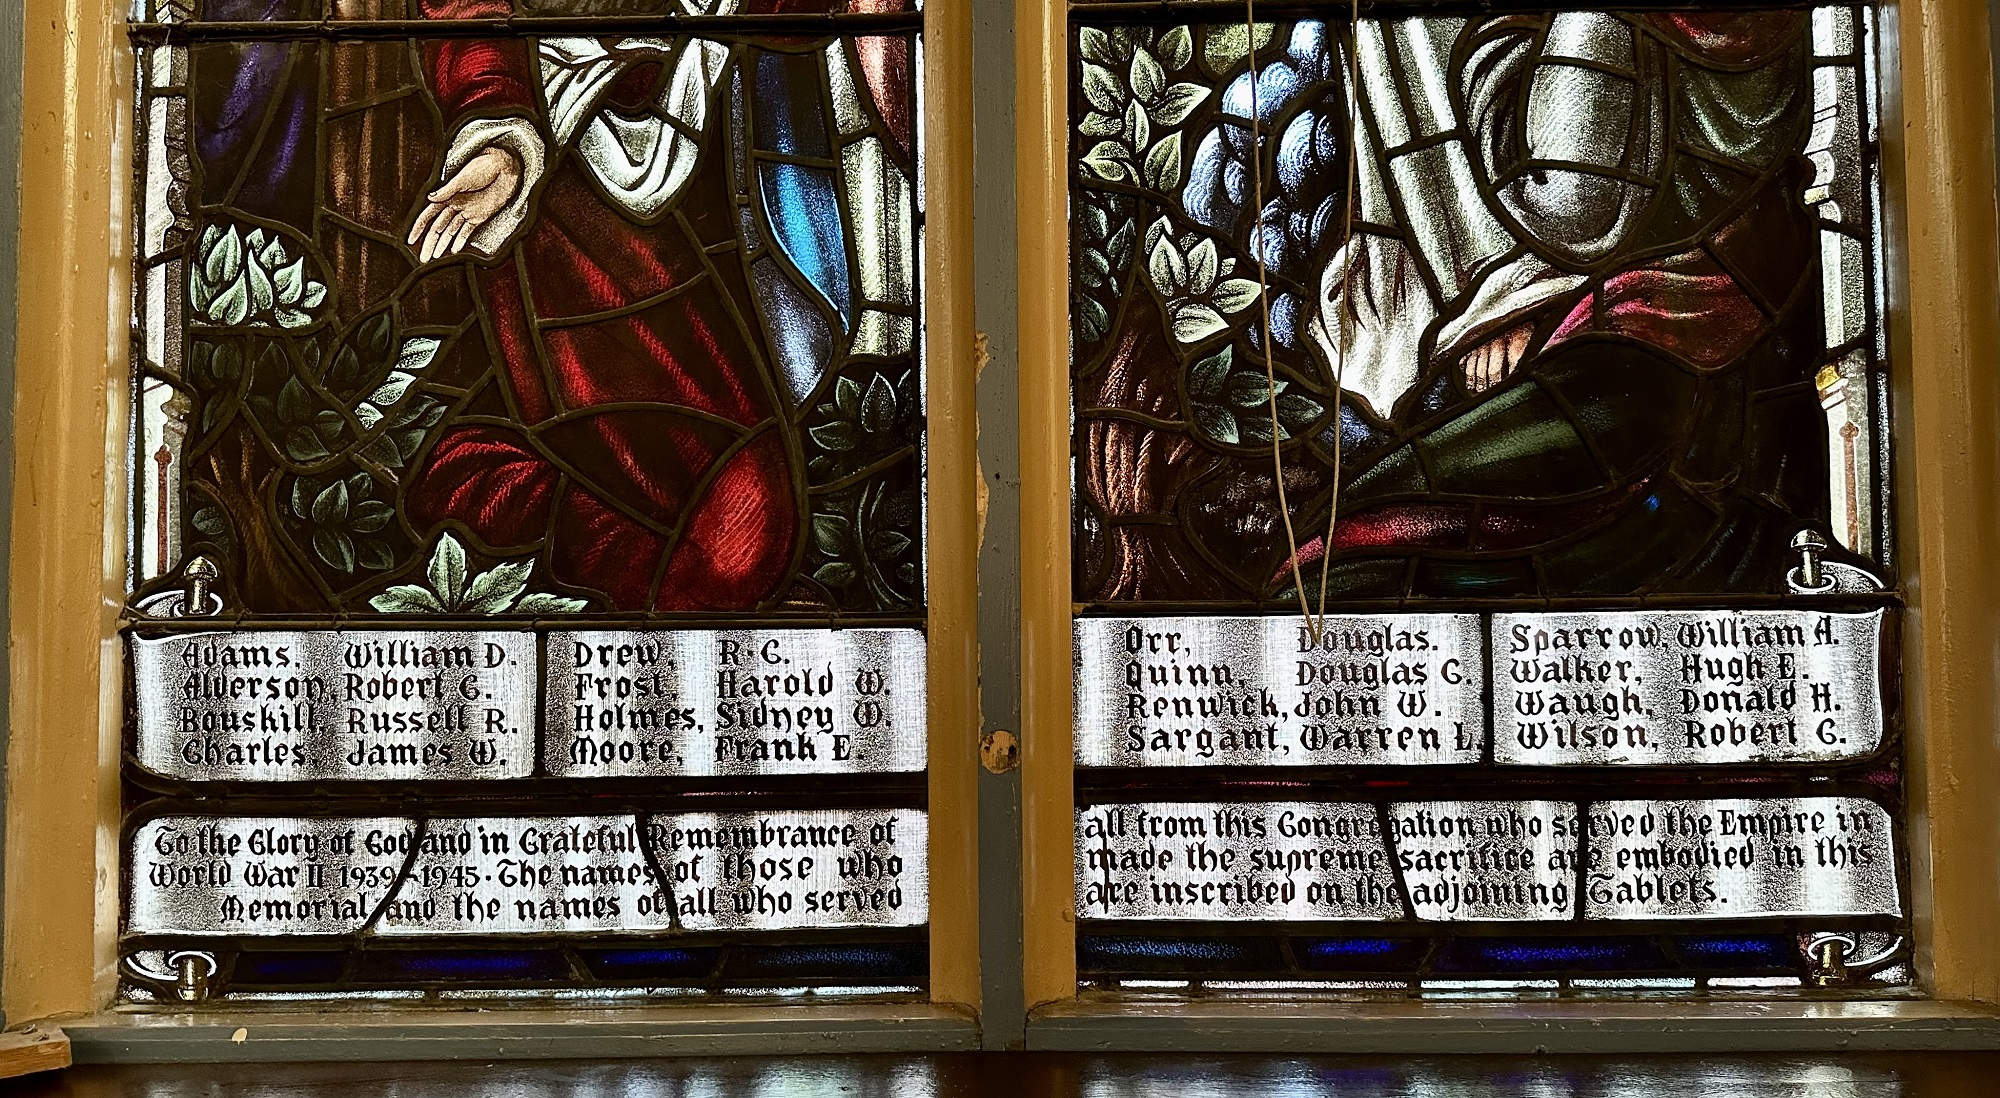 Adams, William D.
Alderson, Robert G.
Bouskill, Russell R.
Charles, James W.
Drew, R. C.
Frost, Harold W.
Holmes, Sidney W.
Moore, Frank E.
To the Glory of God and in Grateful Remembrance of
World War II 1939-1945. The names of those who
Memorial and the names of all who served
Orr, Douglas.
Quinn, Douglas G.
Renwick, John W.
Sargant, Warren L.
Sparrow, William A.
Walker, Hugh E.
Waugh, Donald H.
Wilson, Robert G.
all from this Congregation who served the Empire in
made the supreme sacrifice are embodied in this
are inscribed on the adjoining Tablets.